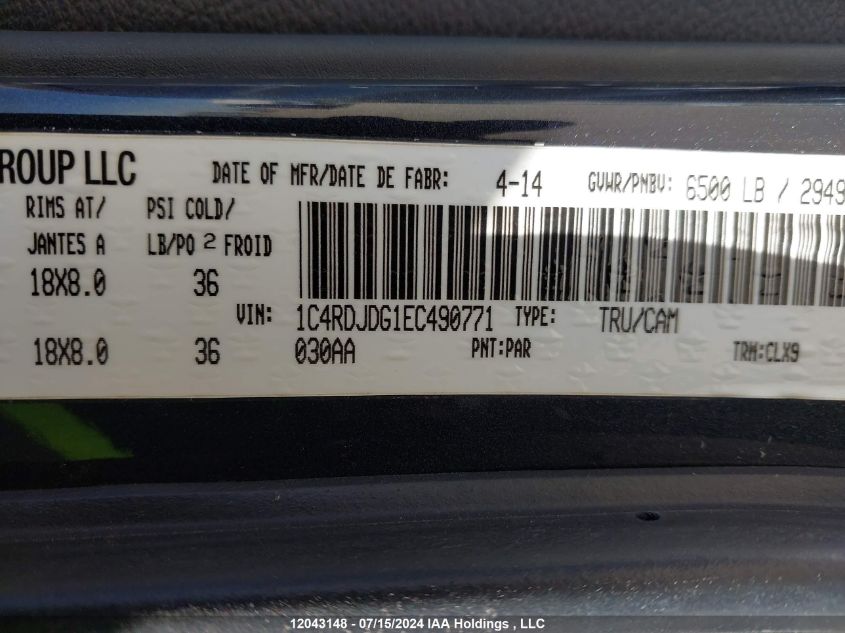 ROUP LLC DATE OF MFR/DATE DE FABR: 4-14 GVWR/PNBV: 6500 LB / 2949
RIMS AT/ PSI COLD/
JANTES A LB/PO 2 FROID
18X8.0 36
VIN: 1C4RDJDG1EC490771 TYPE: TRU/CAM
18X8.0 36 030AA PNT:PAR TRM:CLX9
12043148 - 07/15/2024 IAA Holdings , LLC